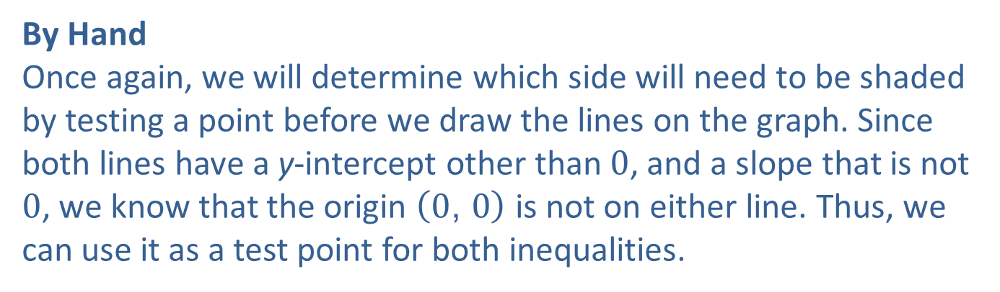 By Hand
Once again, we will determine which side will need to be shaded
by testing a point before we draw the lines on the graph. Since
both lines have a y-intercept other than 0, and a slope that is not
0, we know that the origin (0, 0) is not on either line. Thus, we
can use it as a test point for both inequalities.